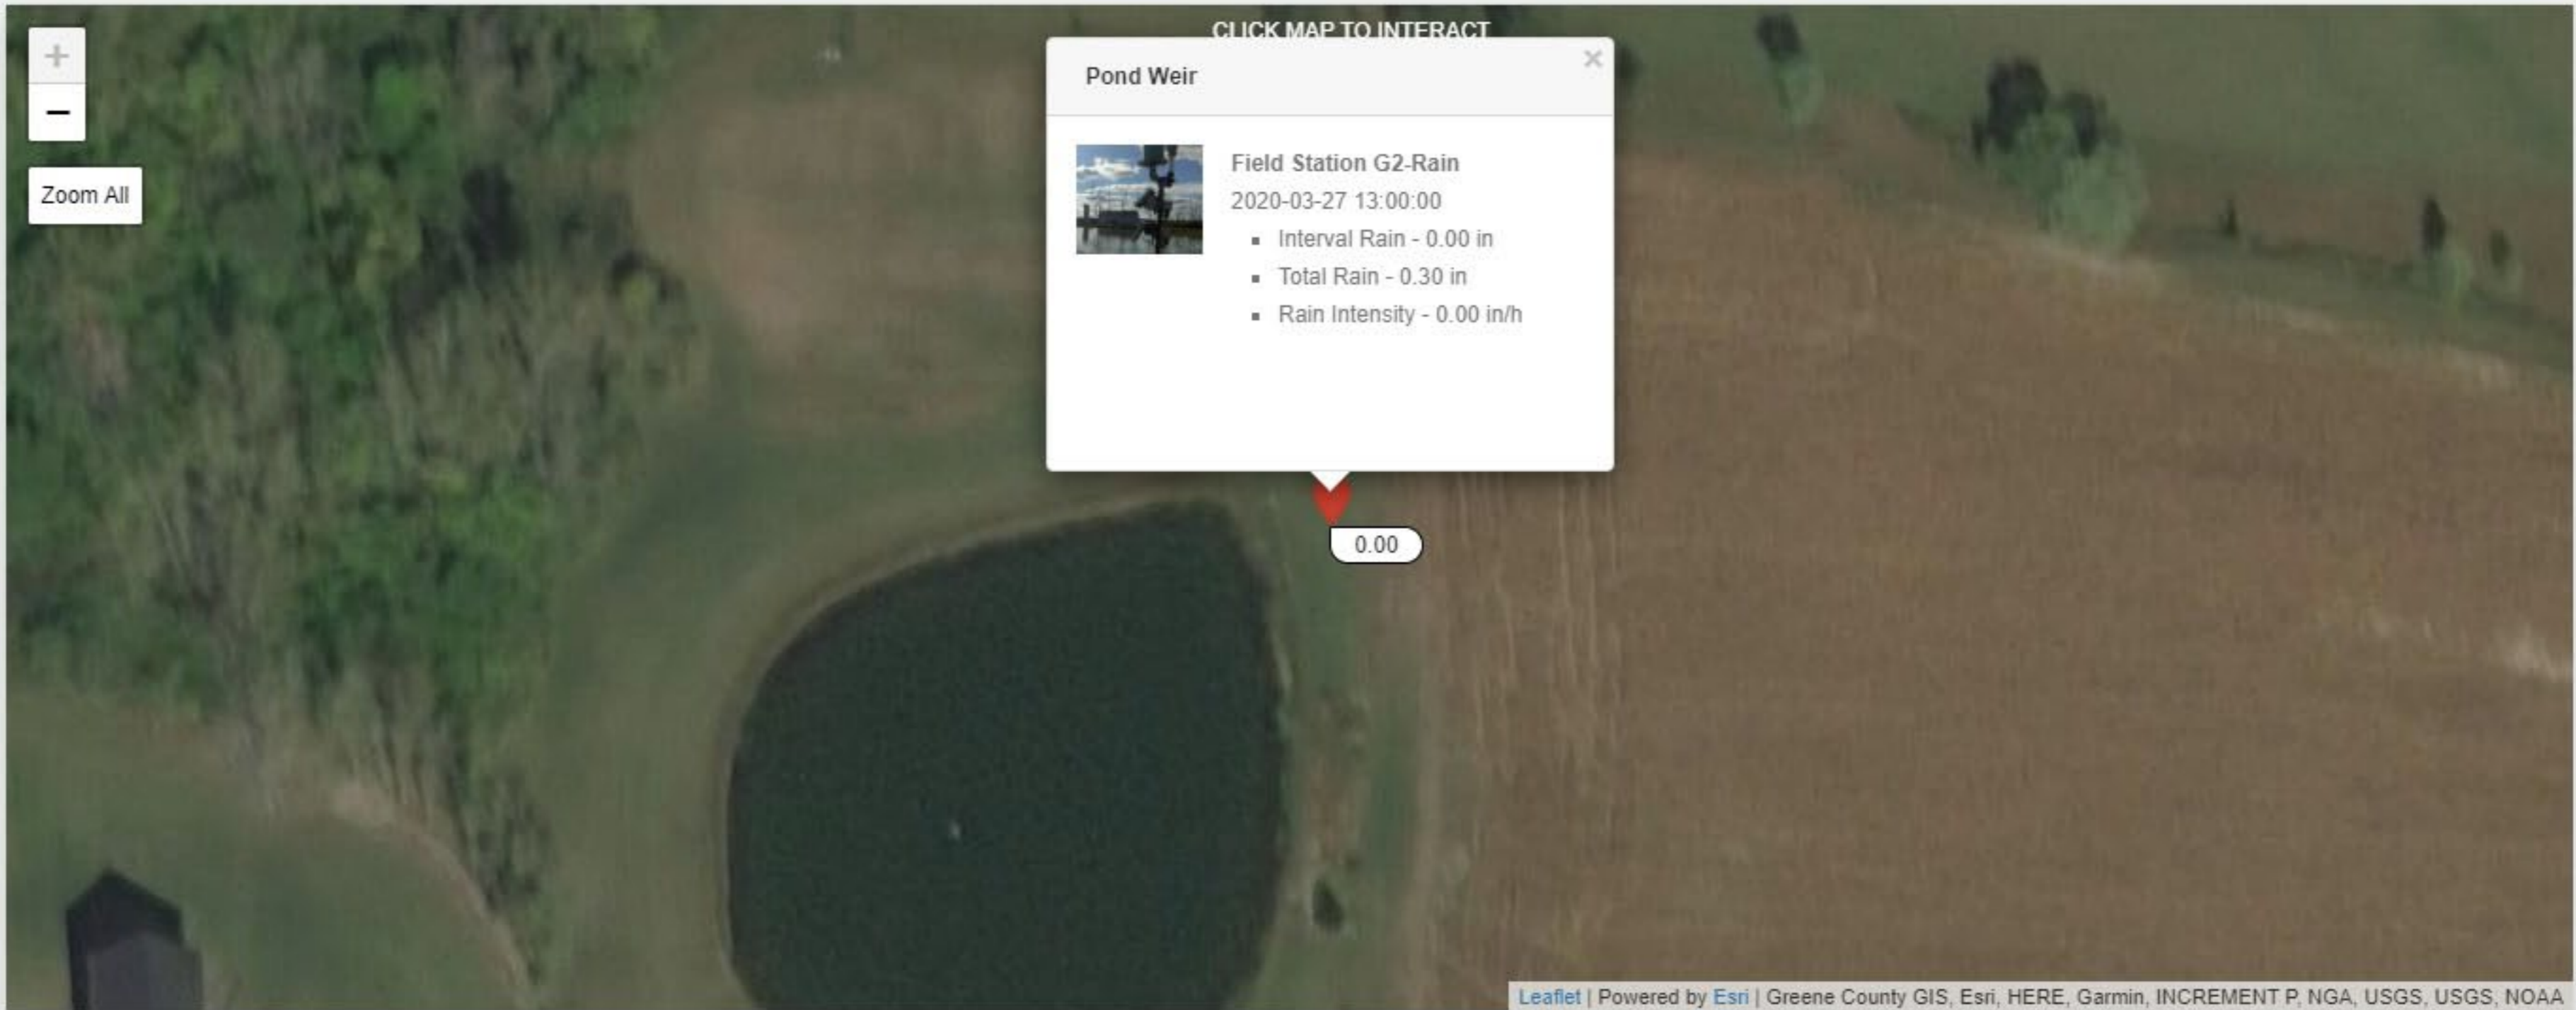 CLICK MAP TO INTERACT
+
−
Zoom All
Pond Weir
×
Field Station G2-Rain
2020-03-27 13:00:00
▪ Interval Rain - 0.00 in
▪ Total Rain - 0.30 in
▪ Rain Intensity - 0.00 in/h
0.00
Leaflet | Powered by Esri | Greene County GIS, Esri, HERE, Garmin, INCREMENT P, NGA, USGS, USGS, NOAA